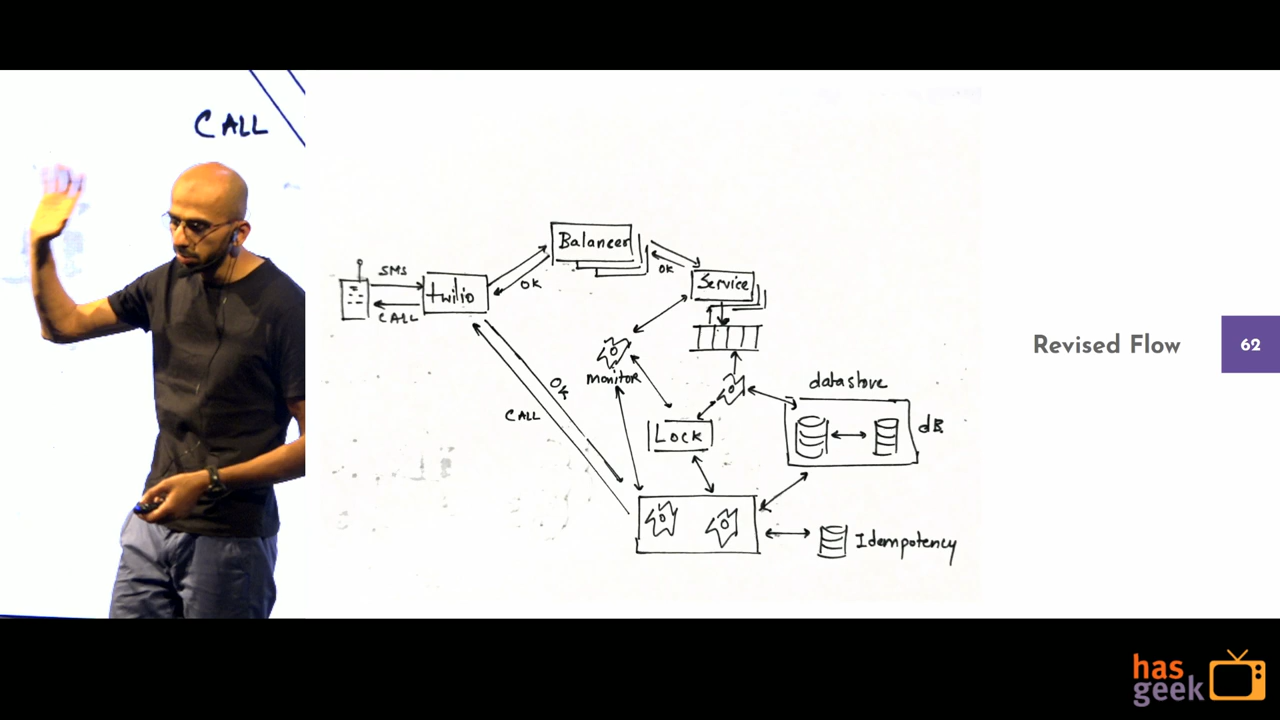 CALL
SMS
CALL
twilio
OK
Balancer
OK
Service
monitor
Lock
datastore
dB
CALL
Idempotency
Revised Flow
62
has
geek